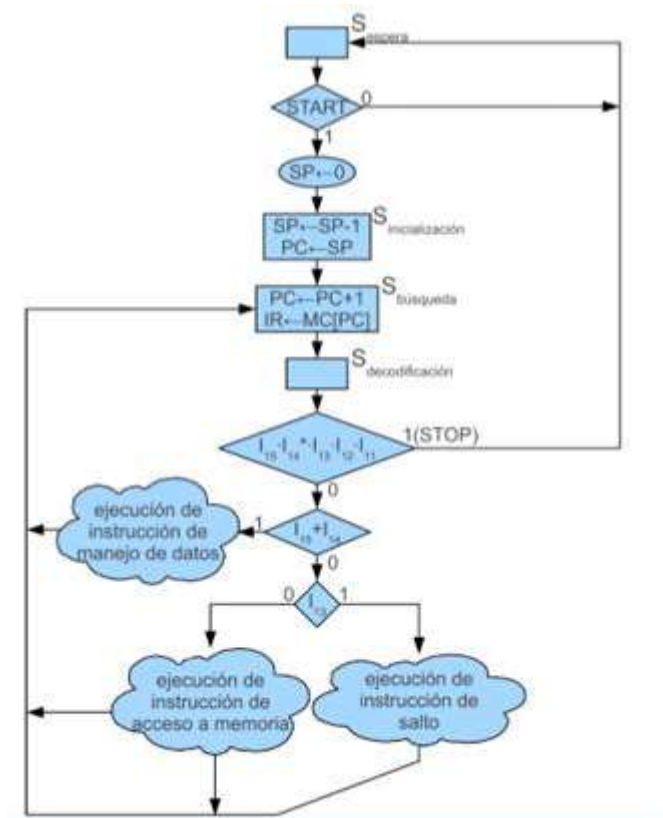 S espera
START
0
1
SP←0
SP←SP-1
PC←SP
S inicialización
PC←PC+1
IR←MC[PC]
S búsqueda
S decodificación
I15·I14*·I13·I12·I11
1(STOP)
0
ejecución de
instrucción de
manejo de datos
1
I15+I14
0
0
1
ejecución de
instrucción de
acceso a memoria
ejecución de
instrucción de
salto